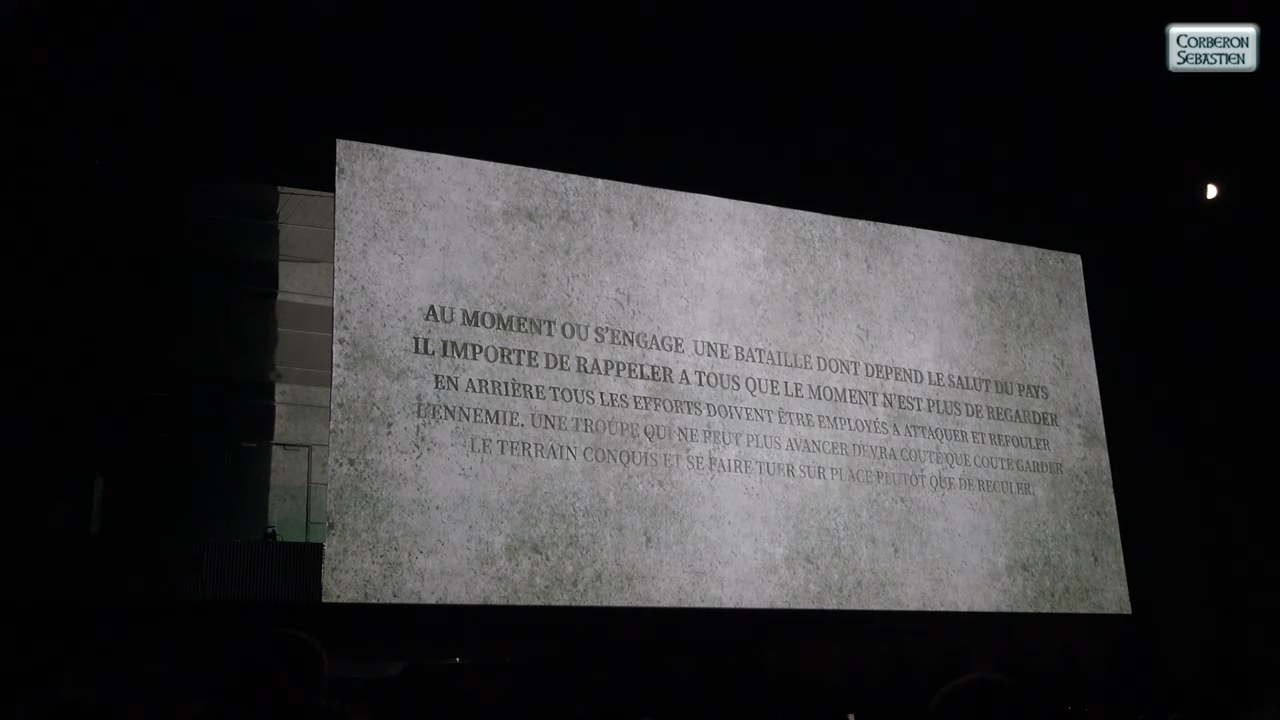 CORBERON
SEBASTIEN
AU MOMENT OU S'ENGAGE UNE BATAILLE DONT DEPEND LE SALUT DU PAYS
IL IMPORTE DE RAPPELER A TOUS QUE LE MOMENT N'EST PLUS DE REGARDER
EN ARRIÈRE TOUS LES EFFORTS DOIVENT ÊTRE EMPLOYÉS A ATTAQUER ET REFOULER
L'ENNEMIE. UNE TROUPE QUI NE PEUT PLUS AVANCER DEVRA COUTE QUE COUTE GARDER
LE TERRAIN CONQUIS ET SE FAIRE TUER SUR PLACE PLUTÔT QUE DE RECULER.